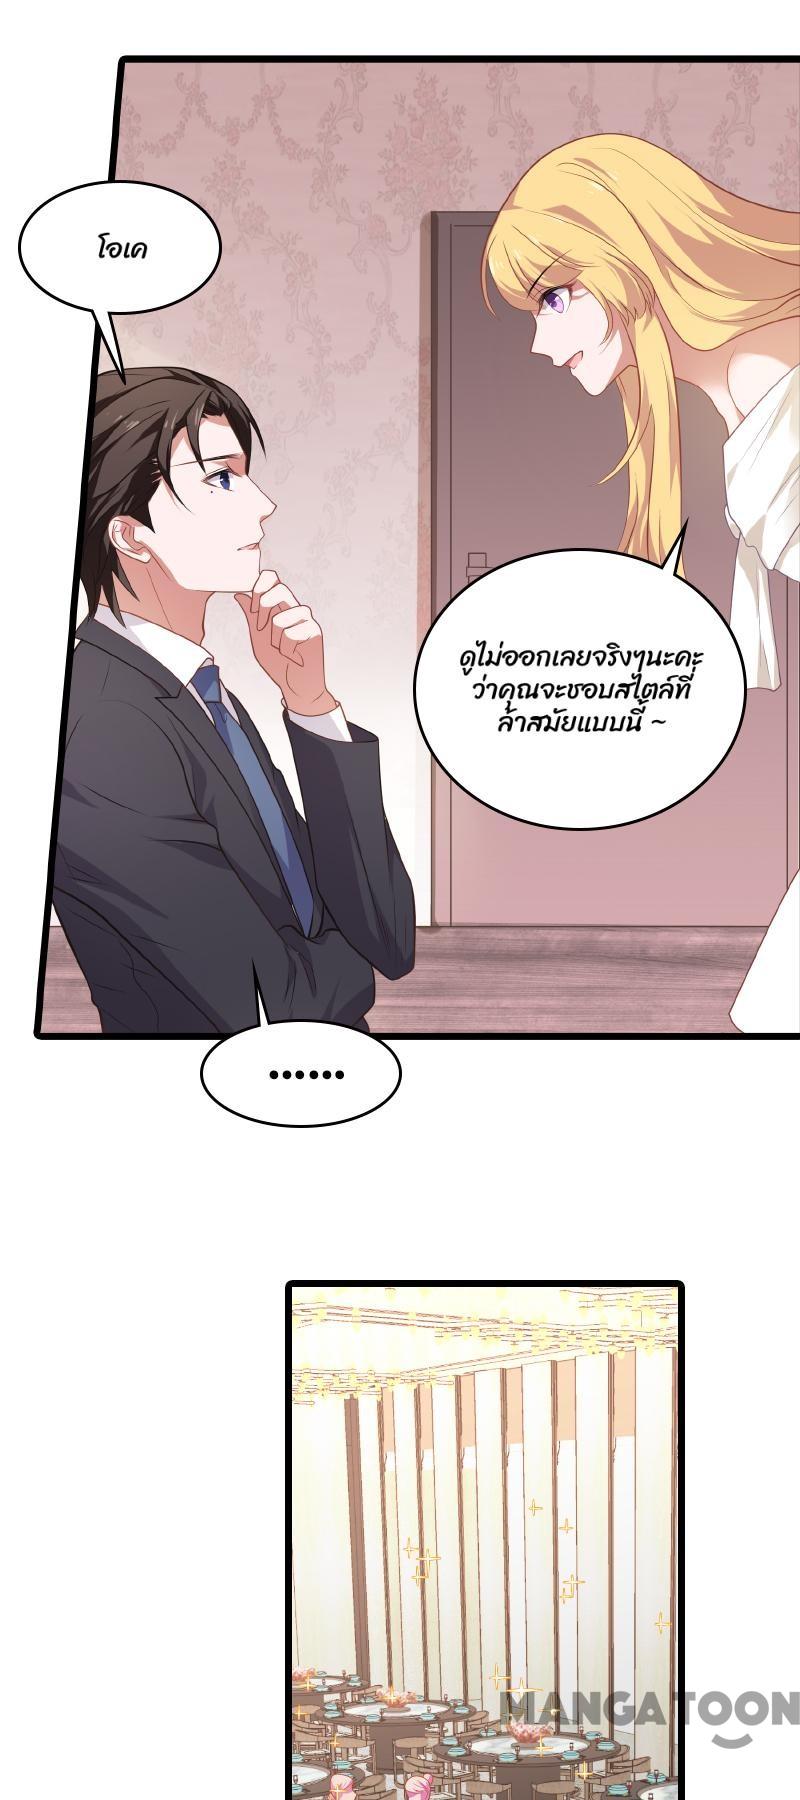 โอเค
ดูไม่ออกเลยจริงๆนะคะ
ว่าคุณจะชอบสไตล์ที่
ล้าสมัยแบบนี้ ~
••••••
MANGATOON